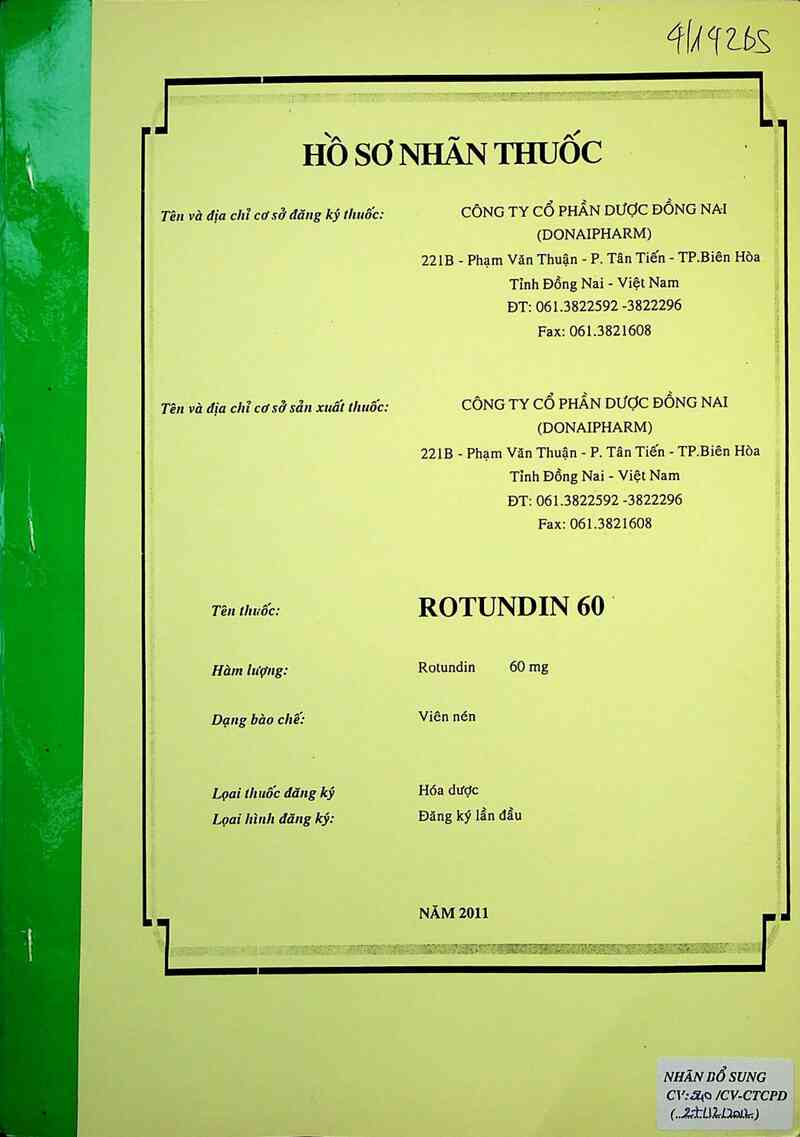 HỒ SƠ NHÃN THUỐC
Tên và địa chỉ cơ sở đăng ký thuốc: CÔNG TY CỔ PHẦN DƯỢC ĐỒNG NAI
(DONAIPHARM)
221B - Phạm Văn Thuận - P. Tân Tiến - TP.Biên Hòa
Tỉnh Đồng Nai - Việt Nam
ĐT: 061.3822592 -3822296
Fax: 061.3821608
Tên và địa chỉ cơ sở sản xuất thuốc: CÔNG TY CỔ PHẦN DƯỢC ĐỒNG NAI
(DONAIPHARM)
221B - Phạm Văn Thuận - P. Tân Tiến - TP.Biên Hòa
Tỉnh Đồng Nai - Việt Nam
ĐT: 061.3822592 -3822296
Fax: 061.3821608
Tên thuốc: ROTUNDIN 60
Hàm lượng: Rotundin 60 mg
Dạng bào chế: Viên nén
Lọai thuốc đăng ký Hóa dược
Lọai hình đăng ký: Đăng ký lần đầu
NĂM 2011
NHÃN BỔ SUNG
CV: /CV-CTCPD